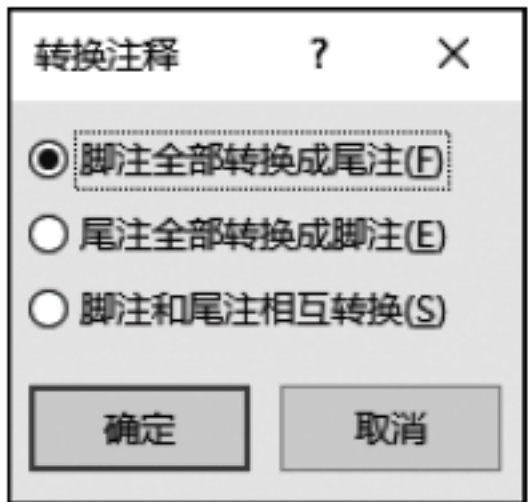 转换注释 ? ×
脚注全部转换成尾注(F)
尾注全部转换成脚注(E)
脚注和尾注相互转换(S)
确定 取消